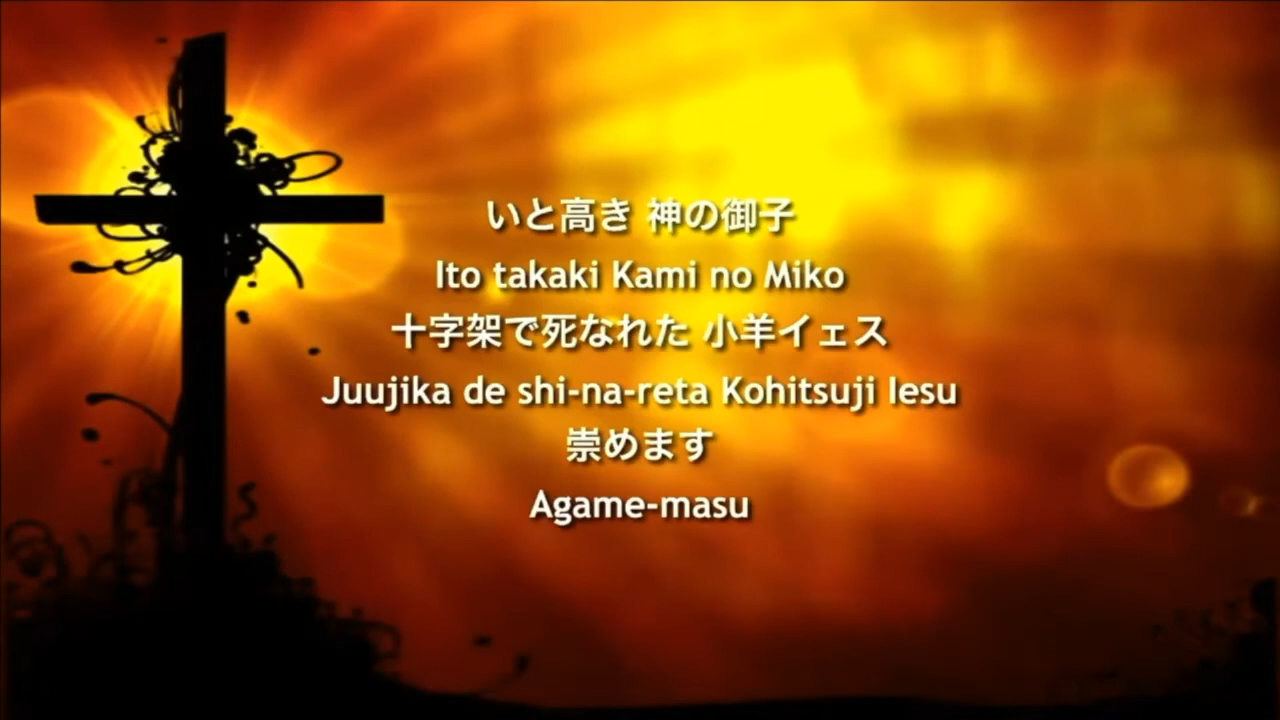 いと高き 神の御子
Ito takaki Kami no Miko
十字架で死なれた 小羊イェス
Juujika de shi-na-reta Kohitsuji Iesu
崇めます
Agame-masu